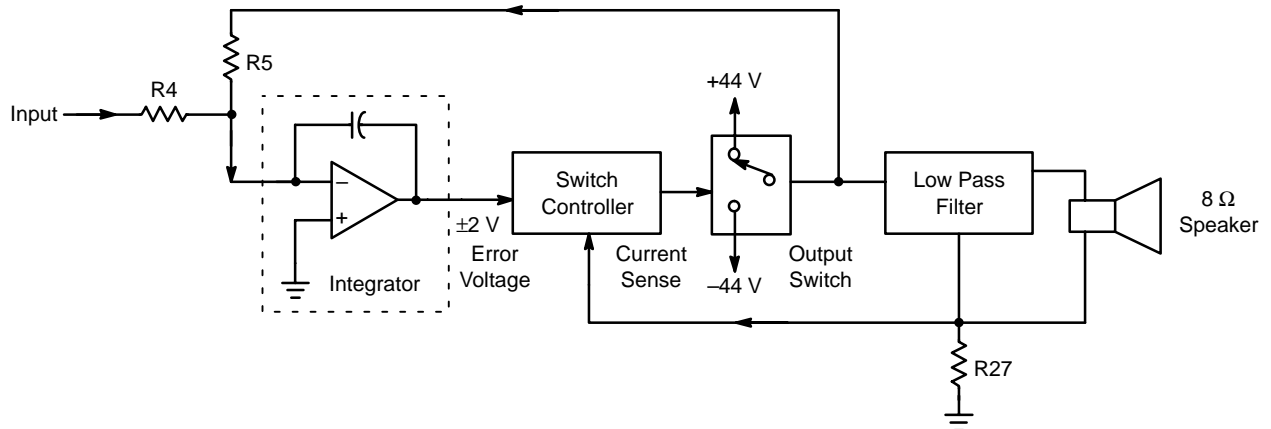 R5
R4
+44 V
Input
Switch
Controller
Low Pass
Filter
8 Ω
Speaker
−
+
±2 V
Error
Voltage
Current
Sense
Output
Switch
Integrator
–44 V
R27